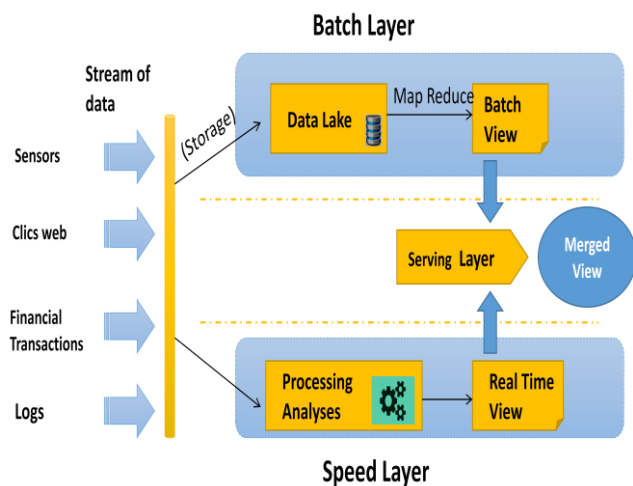 Batch Layer
Stream of
data
Sensors
Clics web
Financial
Transactions
Logs
(Storage)
Data Lake
Map Reduce
Batch
View
Serving Layer
Merged
View
Processing
Analyses
Real Time
View
Speed Layer